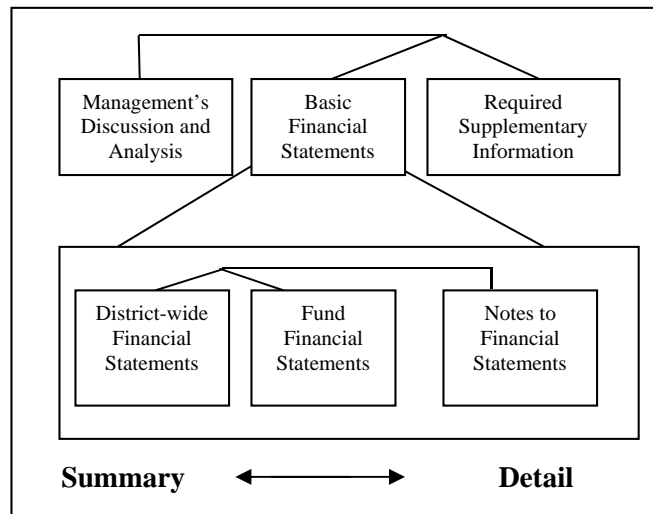 Management's
Discussion and
Analysis
Basic
Financial
Statements
Required
Supplementary
Information
District-wide
Financial
Statements
Fund
Financial
Statements
Notes to
Financial
Statements
Summary
Detail